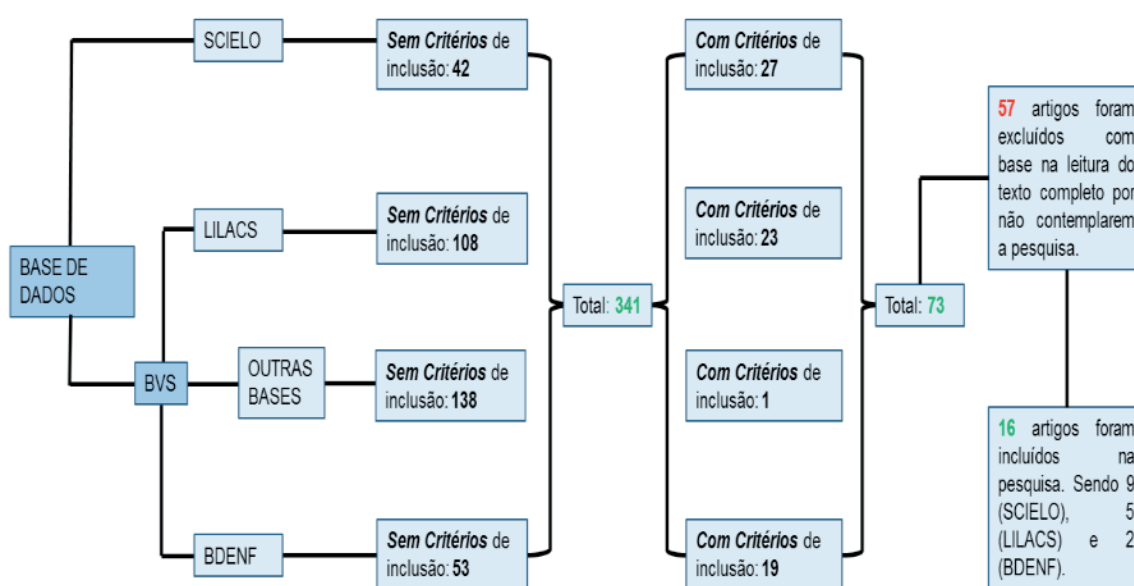 SCIELO
Sem Critérios de
inclusão: 42
Com Critérios de
inclusão: 27
57 artigos foram
excluídos com
base na leitura do
texto completo por
não contemplarem
a pesquisa.
LILACS
Sem Critérios de
inclusão: 108
Com Critérios de
inclusão: 23
BASE DE
DADOS
Total: 341
Total: 73
BVS
OUTRAS
BASES
Sem Critérios de
inclusão: 138
Com Critérios de
inclusão: 1
16 artigos foram
incluídos na
pesquisa. Sendo 9
(SCIELO), 5
(LILACS) e 2
(BDENF).
BDENF
Sem Critérios de
inclusão: 53
Com Critérios de
inclusão: 19